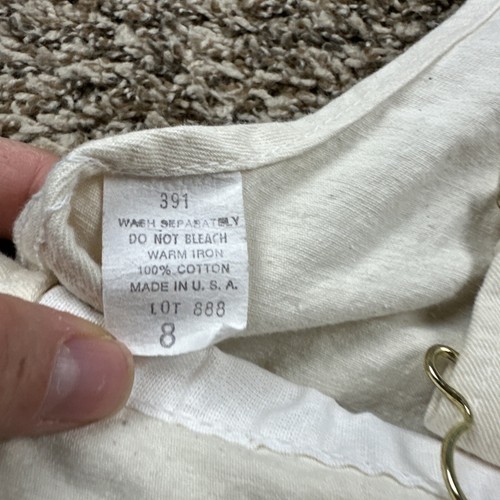 391
WASH SEPARATELY
DO NOT BLEACH
WARM IRON
100% COTTON
MADE IN U. S. A.
LOT 888
8